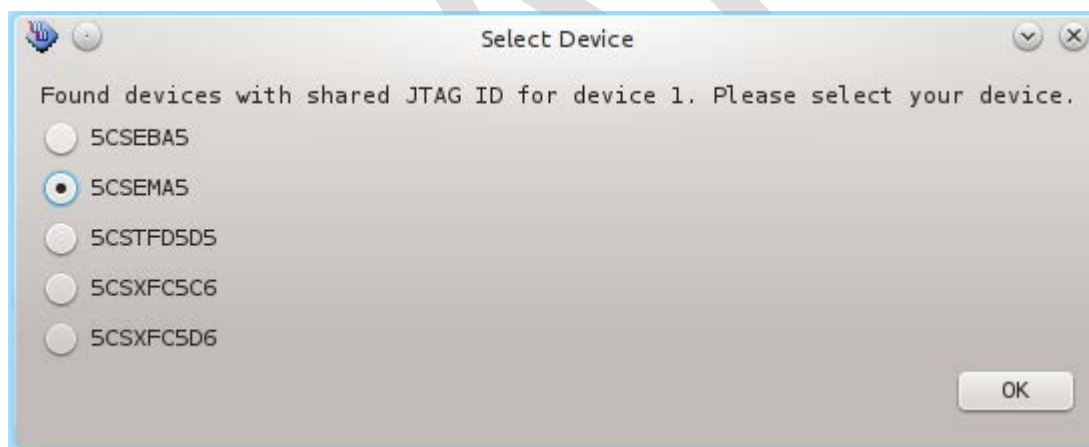 Select Device
Found devices with shared JTAG ID for device 1. Please select your device.
5CSEBA5
5CSEMA5
5CSTFD5D5
5CSXFC5C6
5CSXFC5D6
OK